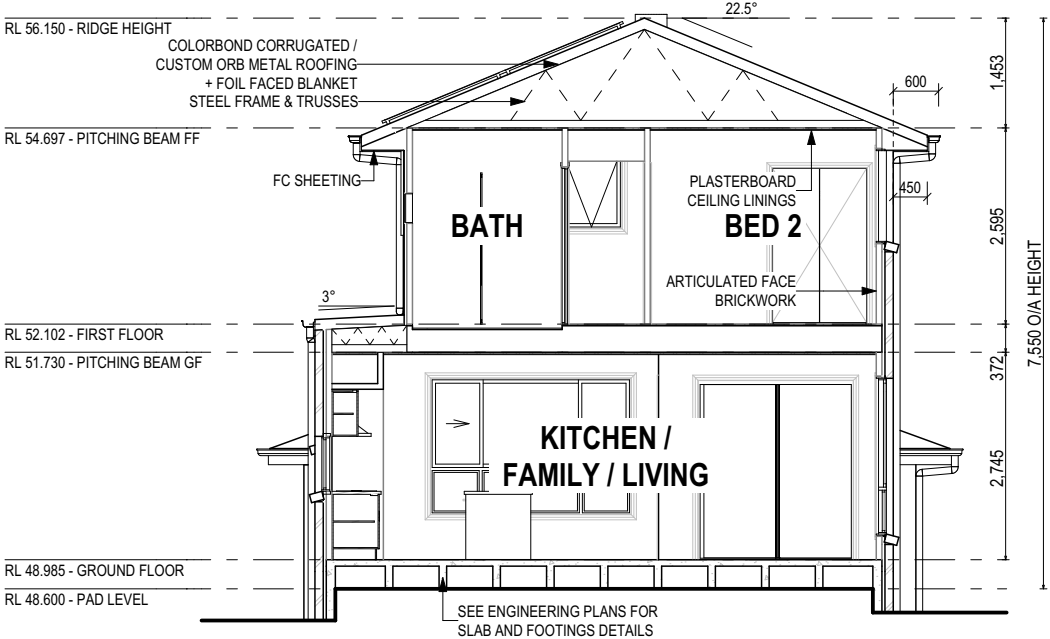 22.5°
RL 56.150 - RIDGE HEIGHT
COLORBOND CORRUGATED /
CUSTOM ORB METAL ROOFING
+ FOIL FACED BLANKET
STEEL FRAME & TRUSSES
1,453
600
RL 54.697 - PITCHING BEAM FF
FC SHEETING
PLASTERBOARD
CEILING LININGS
450
BATH
BED 2
2,595
ARTICULATED FACE
BRICKWORK
7,550 O/A HEIGHT
3°
RL 52.102 - FIRST FLOOR
RL 51.730 - PITCHING BEAM GF
372
KITCHEN /
FAMILY / LIVING
2,745
RL 48.985 - GROUND FLOOR
RL 48.600 - PAD LEVEL
SEE ENGINEERING PLANS FOR
SLAB AND FOOTINGS DETAILS